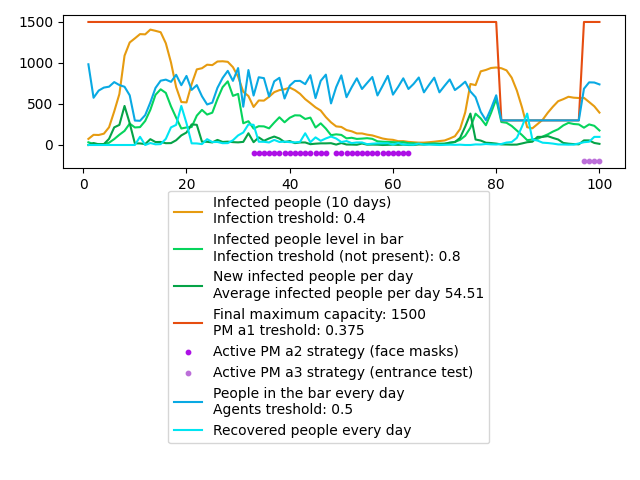 1500
1000
500
0
0 20 40 60 80 100
Infected people (10 days)
Infection treshold: 0.4
Infected people level in bar
Infection treshold (not present): 0.8
New infected people per day
Average infected people per day 54.51
Final maximum capacity: 1500
PM a1 treshold: 0.375
Active PM a2 strategy (face masks)
Active PM a3 strategy (entrance test)
People in the bar every day
Agents treshold: 0.5
Recovered people every day